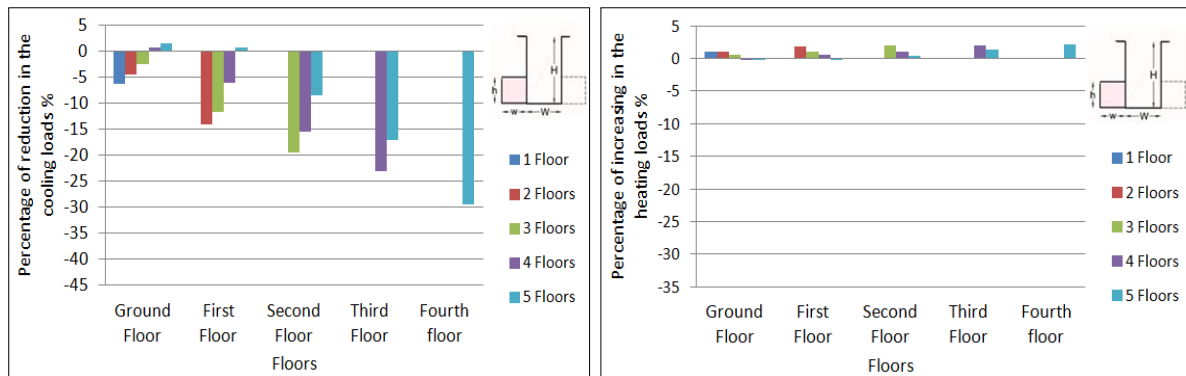 Percentage of reduction in the
cooling loads %
5
0
-5
-10
-15
-20
-25
-30
-35
-40
-45
Ground
Floor
First
Floor
Second
Floor
Third
Floor
Fourth
floor
Floors
H
h
w
W
1 Floor
2 Floors
3 Floors
4 Floors
5 Floors
Percentage of increasing in the
heating loads %
5
0
-5
-10
-15
-20
-25
-30
-35
Ground
Floor
First
Floor
Second
Floor
Third
Floor
Fourth
floor
Floors
H
h
w
W
1 Floor
2 Floors
3 Floors
4 Floors
5 Floors